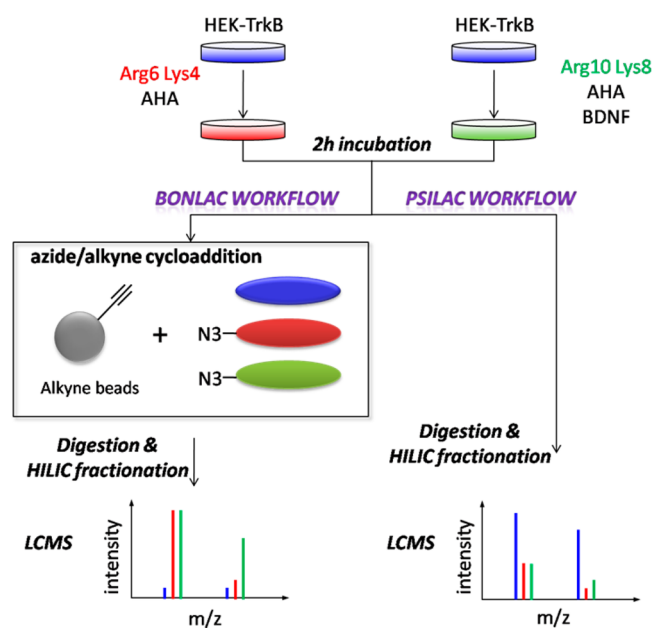 HEK-TrkB
HEK-TrkB
Arg6 Lys4
AHA
Arg10 Lys8
AHA
BDNF
2h incubation
BONLAC WORKFLOW
PSILAC WORKFLOW
azide/alkyne cycloaddition
+
N3
N3
Alkyne beads
Digestion &
HILIC fractionation
Digestion &
HILIC fractionation
LCMS
intensity
m/z
LCMS
intensity
m/z